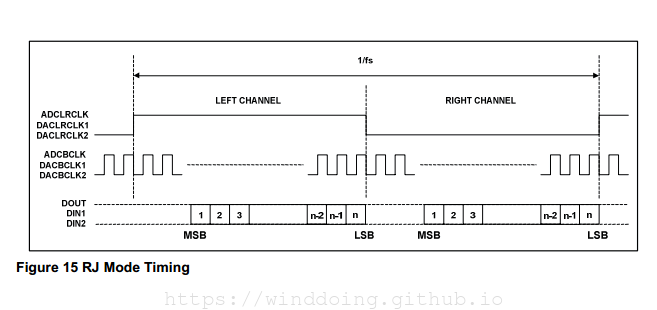 1/fs
LEFT CHANNEL
RIGHT CHANNEL
ADCLRCLK
DACLRCLK1
DACLRCLK2
ADCBCLK
DACBCLK1
DACBCLK2
DOUT
DIN1
DIN2
1 2 3 n-2 n-1 n 1 2 3 n-2 n-1 n
MSB LSB MSB LSB
Figure 15 RJ Mode Timing
https://winddoing.github.io